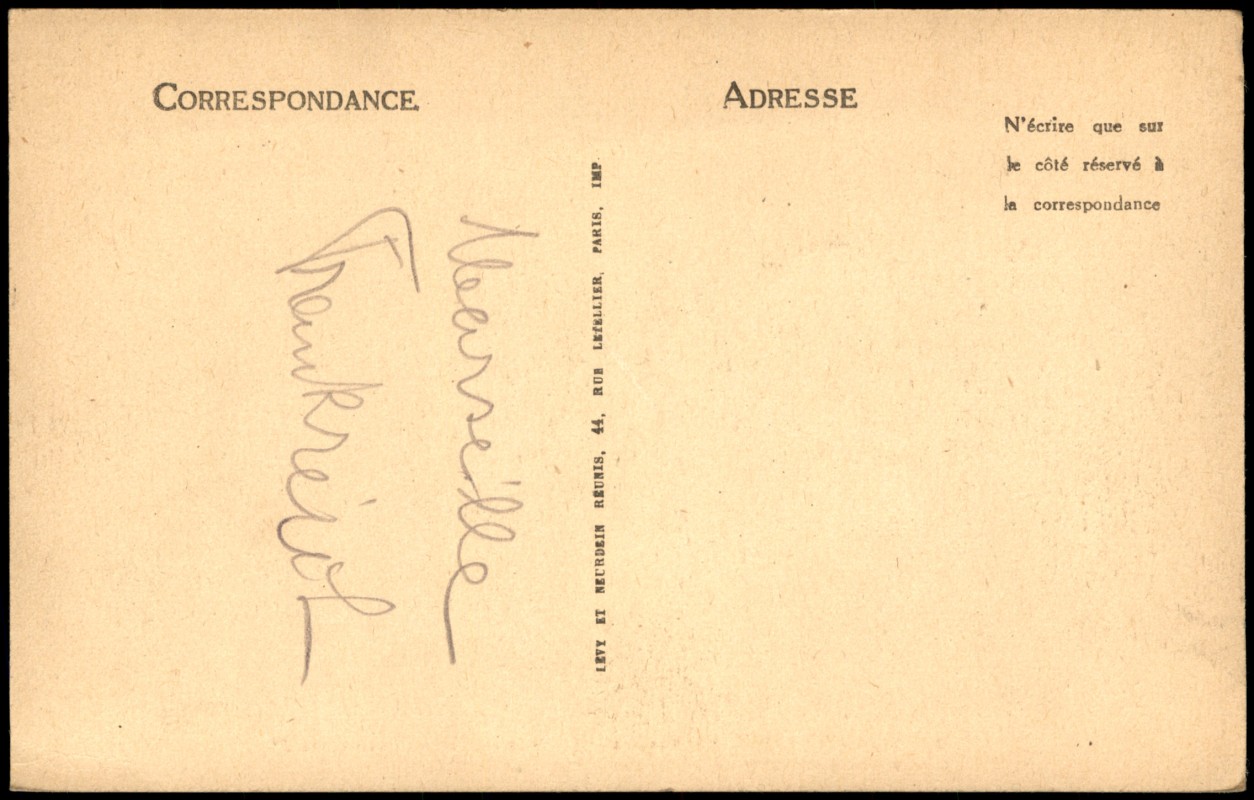 CORRESPONDANCE
ADRESSE
N'écrire que sur
le côté réservé à
la correspondance
Marseille
Frankreich
LEVY ET NEURDEIN RÉUNIS, 44, RUE LETELLIER, PARIS, IMP